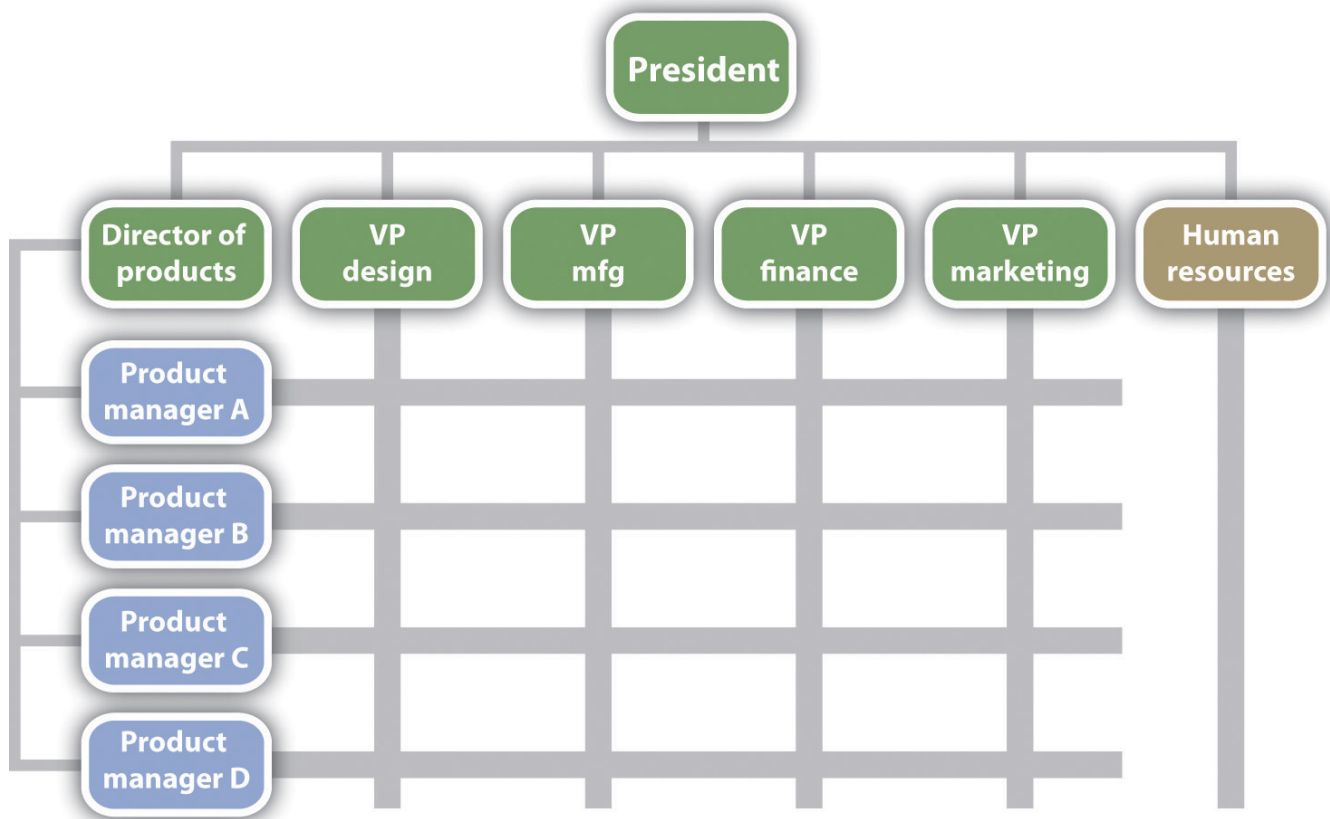 President
Director of
products
VP
design
VP
mfg
VP
finance
VP
marketing
Human
resources
Product
manager A
Product
manager B
Product
manager C
Product
manager D